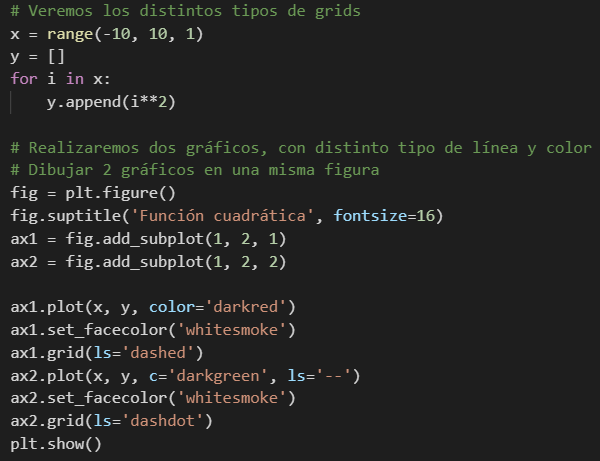 # Veremos los distintos tipos de grids
x = range(-10, 10, 1)
y = []
for i in x:
    y.append(i**2)
# Realizaremos dos gráficos, con distinto tipo de línea y color
# Dibujar 2 gráficos en una misma figura
fig = plt.figure()
fig.suptitle('Función cuadrática', fontsize=16)
ax1 = fig.add_subplot(1, 2, 1)
ax2 = fig.add_subplot(1, 2, 2)
ax1.plot(x, y, color='darkred')
ax1.set_facecolor('whitesmoke')
ax1.grid(ls='dashed')
ax2.plot(x, y, c='darkgreen', ls='--')
ax2.set_facecolor('whitesmoke')
ax2.grid(ls='dashdot')
plt.show()